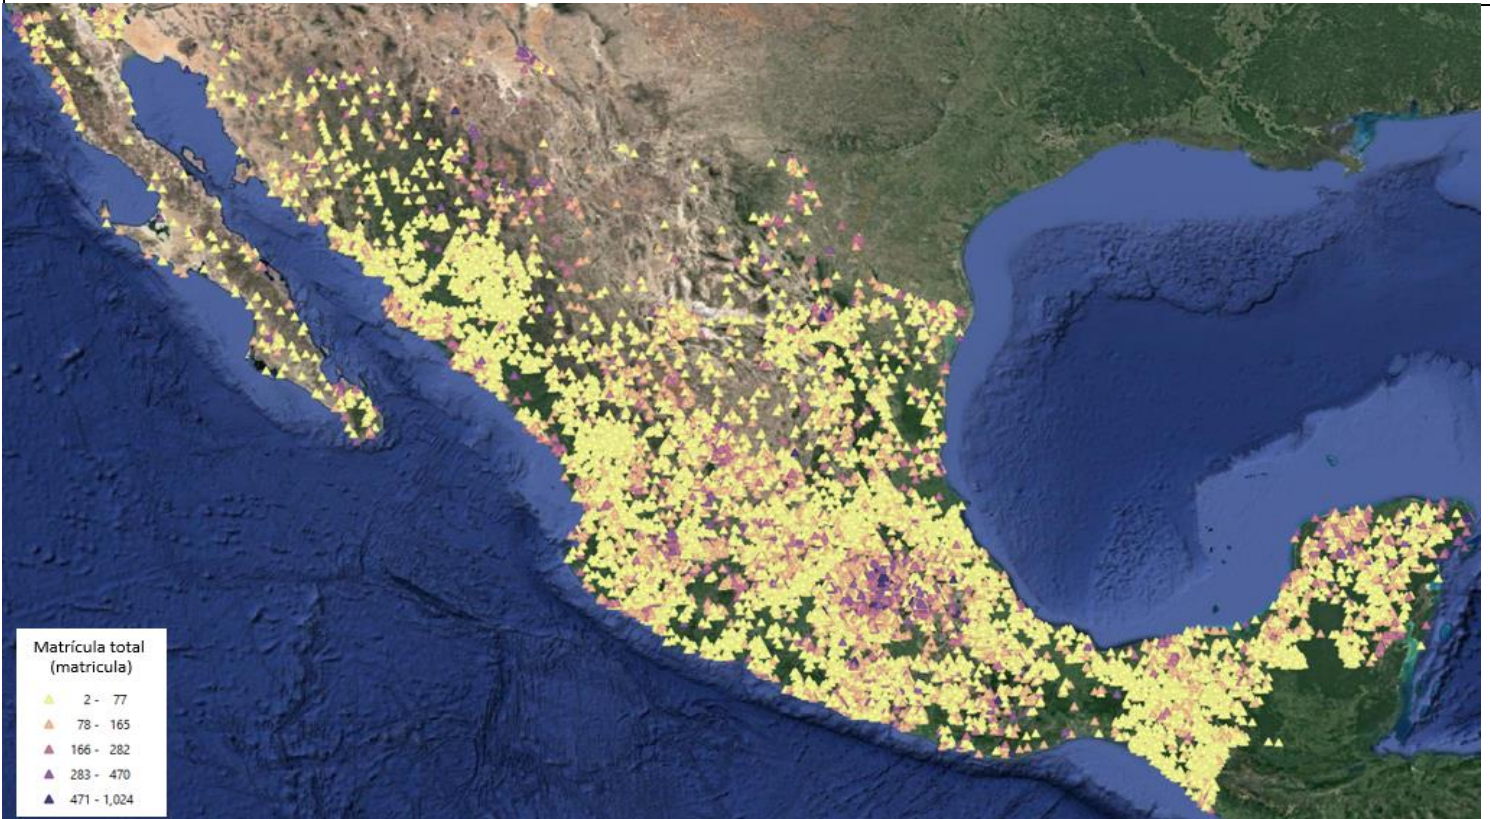 Matrícula total
(matricula)
2 - 77
78 - 165
166 - 282
283 - 470
471 - 1,024